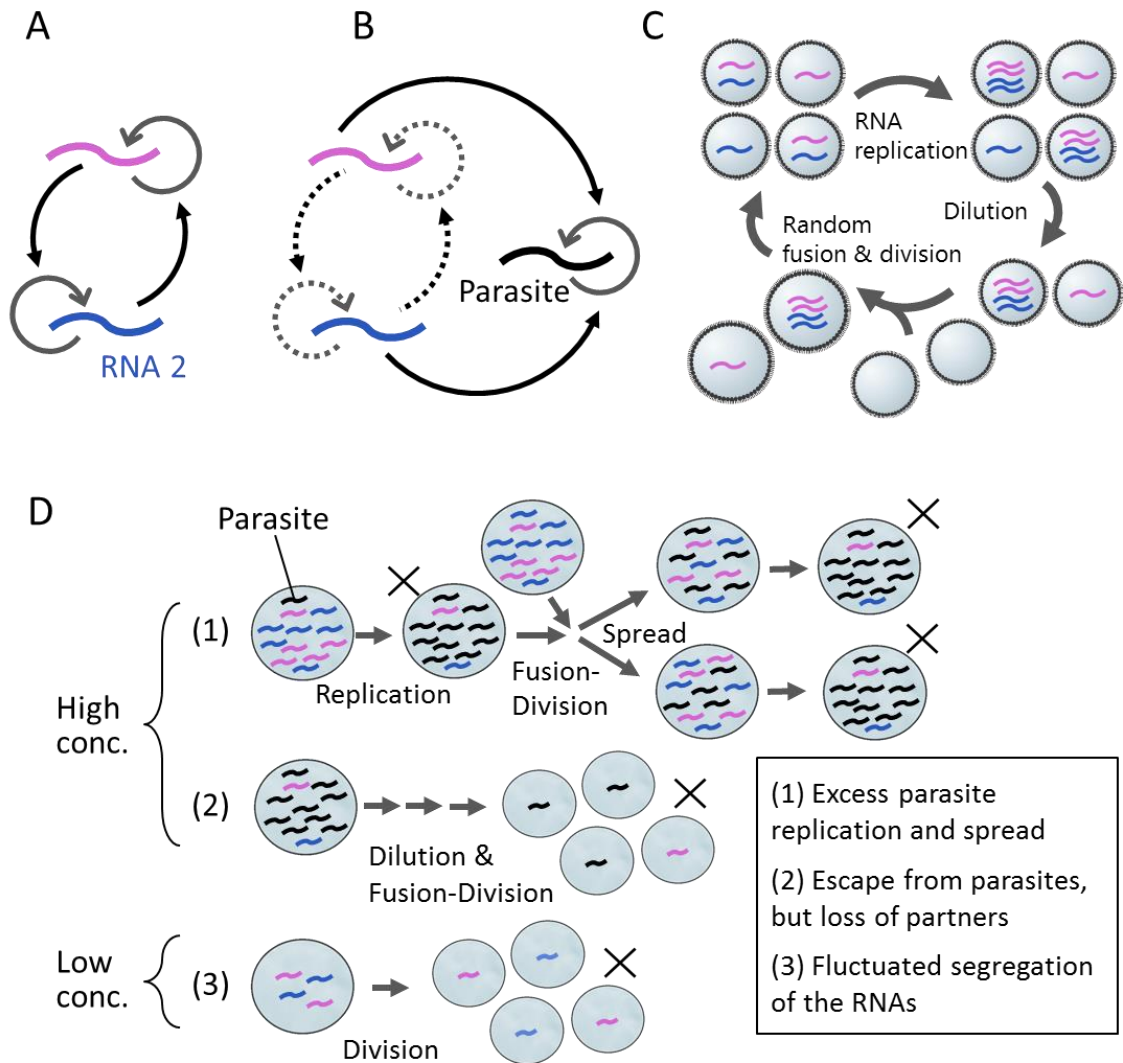 A
B
C
RNA 2
Parasite
RNA
replication
Dilution
Random
fusion & division
D
Parasite
High
conc.
(1)
Replication
Fusion-
Division
Spread
(2)
Dilution &
Fusion-Division
Low
conc.
(3)
Division
(1) Excess parasite
replication and spread
(2) Escape from parasites,
but loss of partners
(3) Fluctuated segregation
of the RNAs